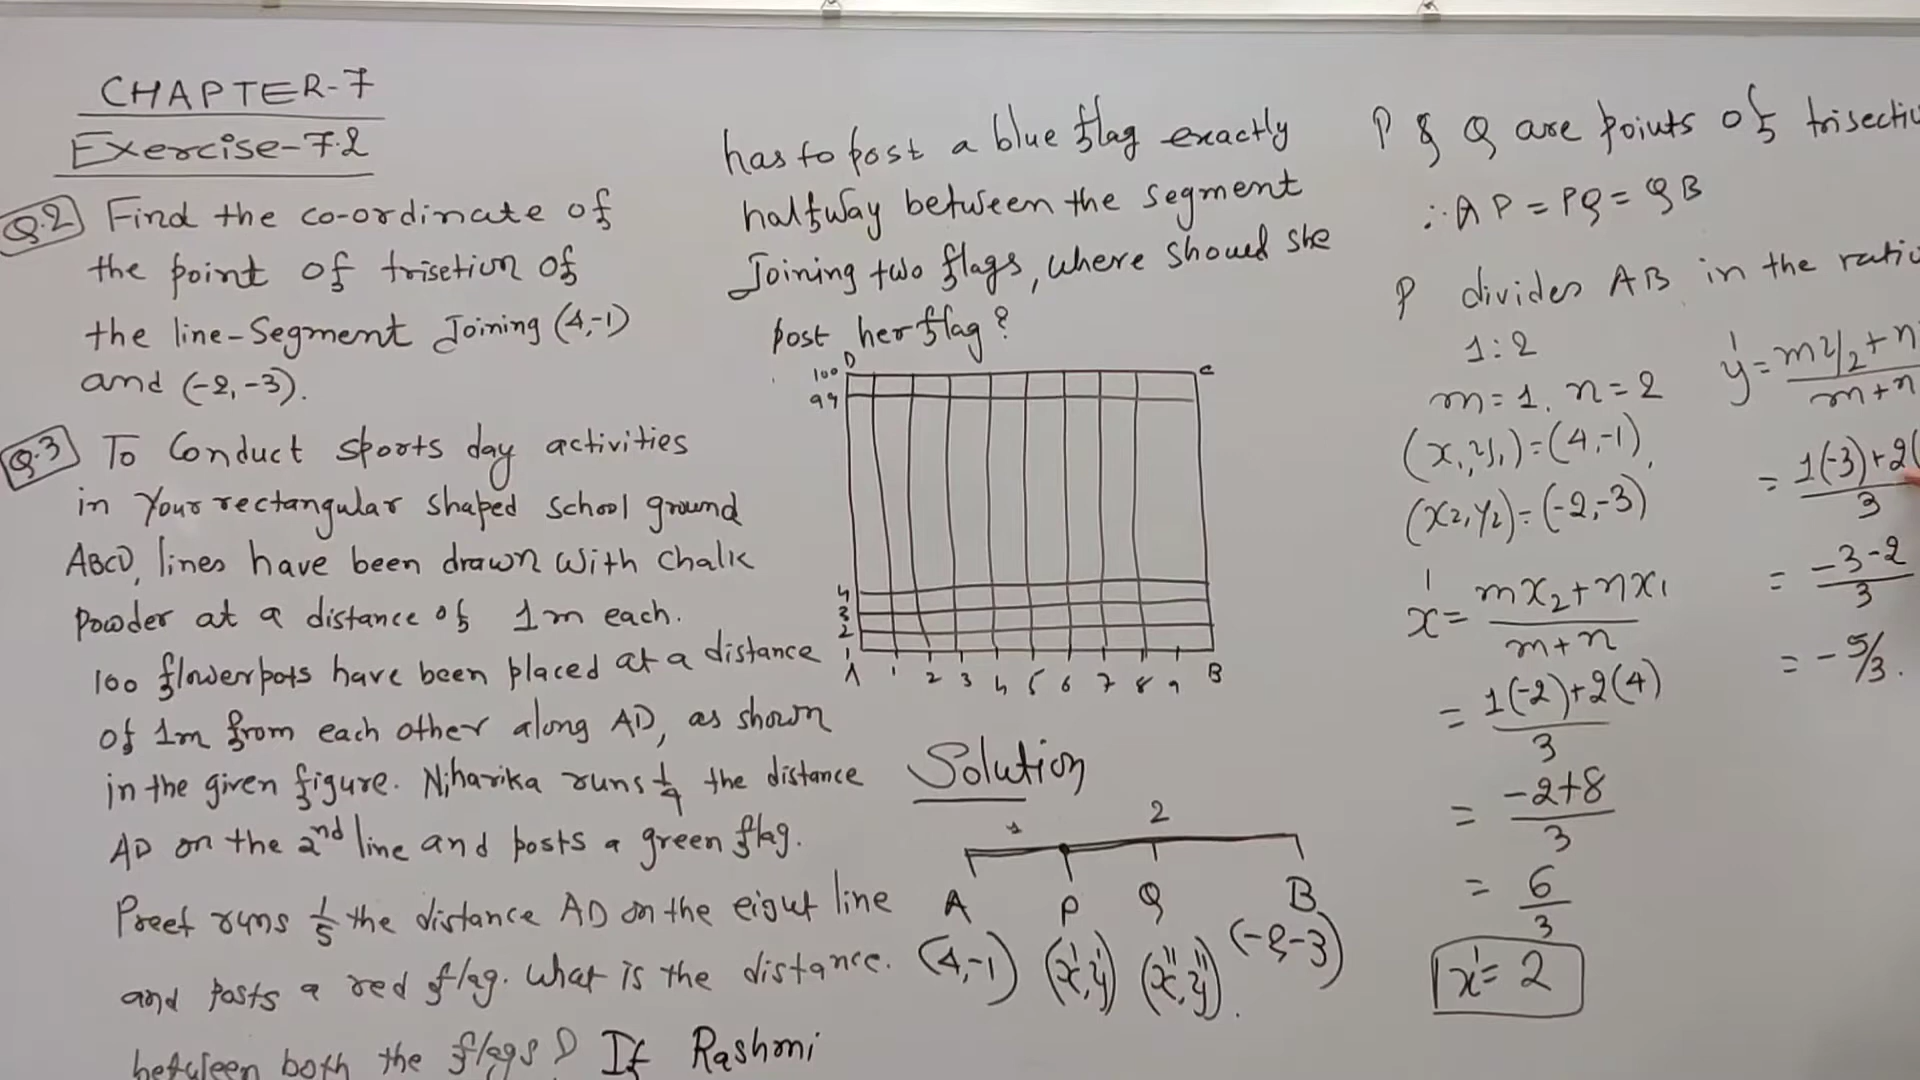 CHAPTER-7
Exercise-7.2
Q.2 Find the co-ordinate of
the point of trisetion of
the line-Segment Joining (4,-1)
and (-2,-3).
Q.3 To Conduct sports day activities
in Your rectangular shaped school ground
ABCD, lines have been drawn with chalk
Powder at a distance of 1m each.
100 flowerpots have been placed at a distance
of 1m from each other along AD, as shown
in the given figure. Niharika runs 1/4 the distance
AD on the 2nd line and posts a green flag.
Preet runs 1/5 the distance AD on the eight line
and posts a red flag. What is the distance.
between both the flags? If Rashmi
has to post a blue flag exactly
halfway between the segment
Joining two flags, where should she
post her flag?
D
100 C
99
4
3
2
1
A 1 2 3 4 5 6 7 8 9 B
Solution
1 2
A P Q B
(4,-1) (x',y') (x'',y''). (-2-3)
P & Q are points of
∴ AP = PQ = QB
P divides AB in the
1:2
m=1, n=2
(x₁,y₁)=(4,-1),
(x₂,y₂)=(-2,-3)
x'= mx₂+nx₁/m+n
= 1(-2)+2(4)/3
= -2+8/3
= 6/3
x'=2
y'= my₂+n/m+n
= 1(-3)+2(/3
= -3-2/3
= -5/3.